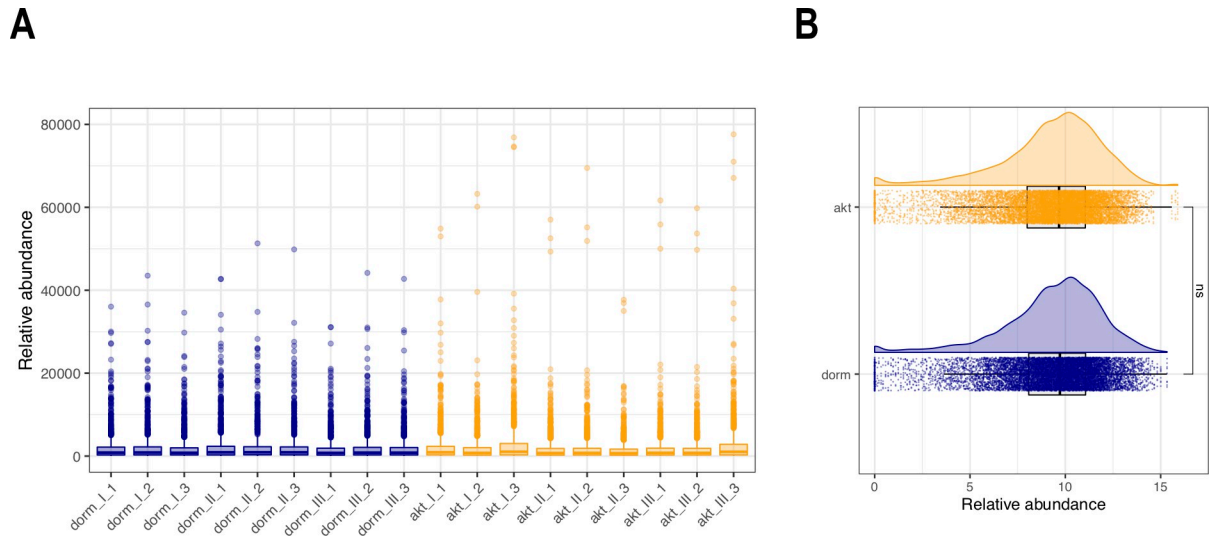 A
B
Relative abundance
80000
60000
40000
20000
0
dorm_I_1
dorm_I_2
dorm_I_3
dorm_II_1
dorm_II_2
dorm_II_3
dorm_III_1
dorm_III_2
dorm_III_3
akt_I_1
akt_I_2
akt_I_3
akt_II_1
akt_II_2
akt_II_3
akt_III_1
akt_III_2
akt_III_3
akt
dorm
ns
0 5 10 15
Relative abundance